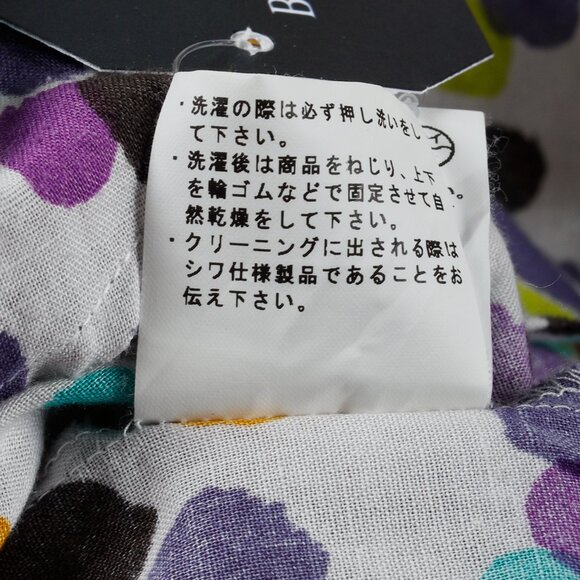 B
・洗濯の際は必ず押し洗いをし
て下さい。
・洗濯後は商品をねじり、上下
を輪ゴムなどで固定させて自
然乾燥をして下さい。
・クリーニングに出される際は
シワ仕様製品であることをお
伝え下さい。